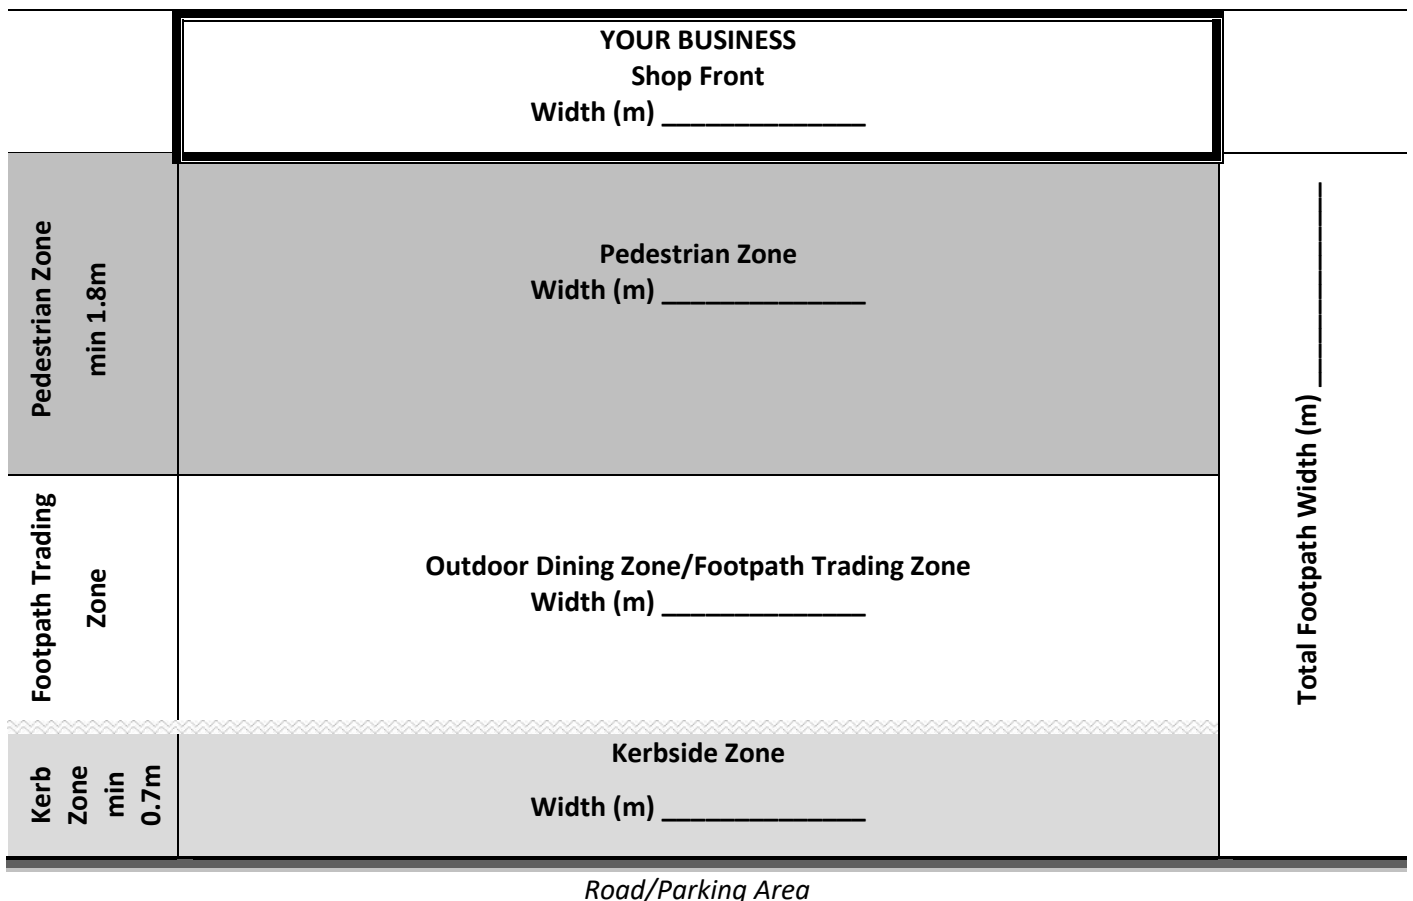 YOUR BUSINESS
Shop Front
Width (m) ______________
Pedestrian Zone
min 1.8m
Pedestrian Zone
Width (m) ______________
Total Footpath Width (m) ______________
Footpath Trading
Zone
Outdoor Dining Zone/Footpath Trading Zone
Width (m) ______________
Kerb
Zone
min
0.7m
Kerbside Zone
Width (m) ______________
Road/Parking Area